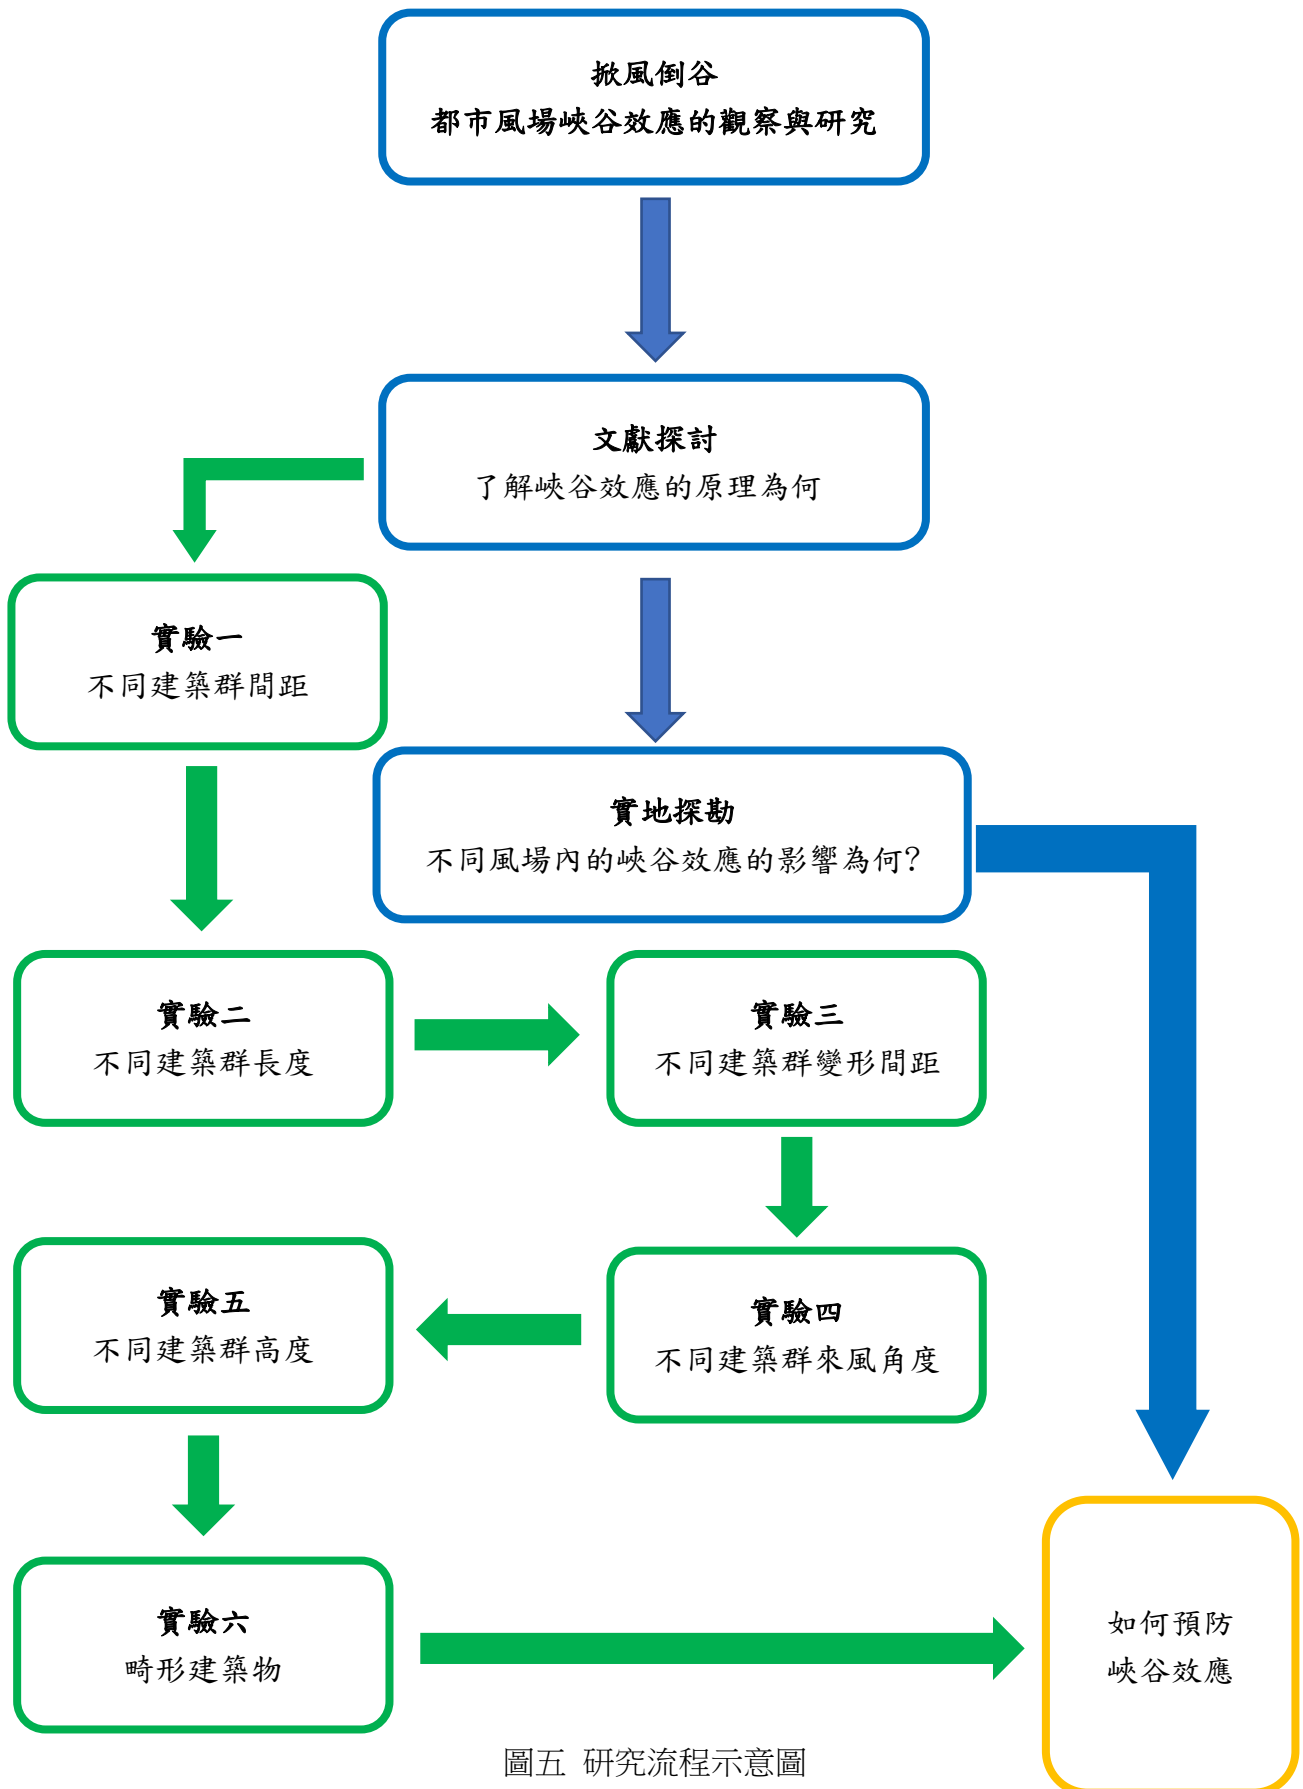 掀風倒谷
都市風場峽谷效應的觀察與研究
文獻探討
了解峽谷效應的原理為何
實驗一
不同建築群間距
實地探勘
不同風場內的峽谷效應的影響為何?
實驗二
不同建築群長度
實驗三
不同建築群變形間距
實驗四
不同建築群來風角度
實驗五
不同建築群高度
實驗六
畸形建築物
如何預防
峽谷效應
圖五 研究流程示意圖